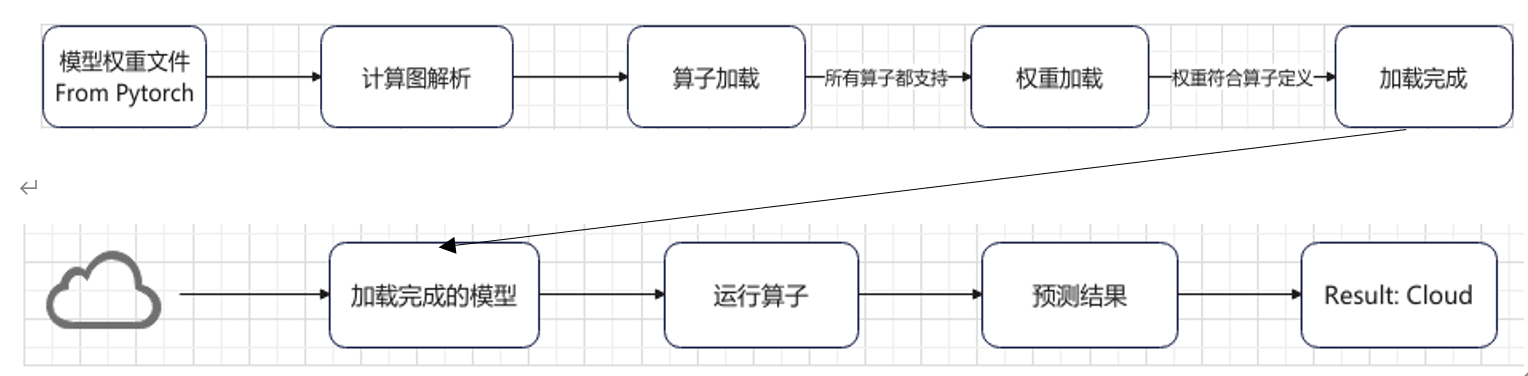 模型权重文件
From Pytorch
计算图解析
算子加载
所有算子都支持
权重加载
权重符合算子定义
加载完成
加载完成的模型
运行算子
预测结果
Result: Cloud